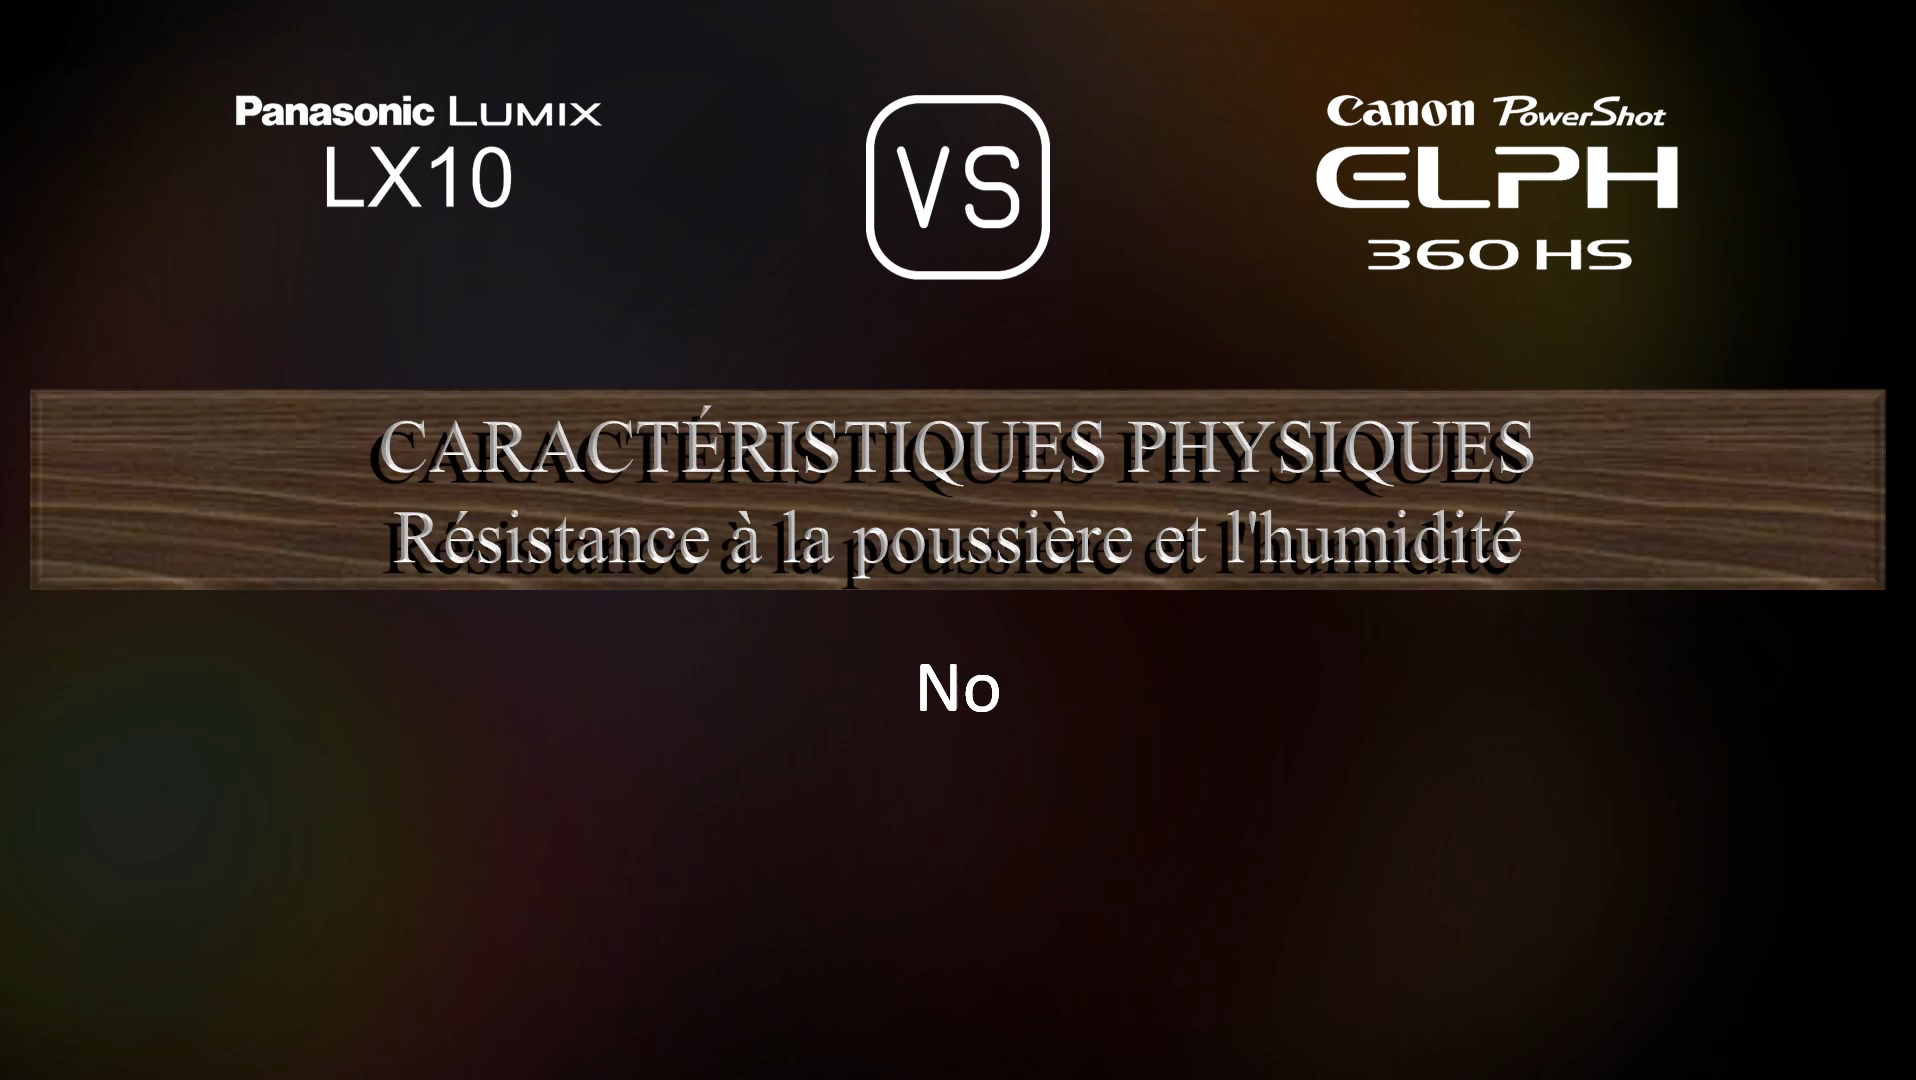 Panasonic LUMIX
LX10
VS
Canon PowerShot
ELPH
360 HS
CARACTÉRISTIQUES PHYSIQUES
Résistance à la poussière et l'humidité
No